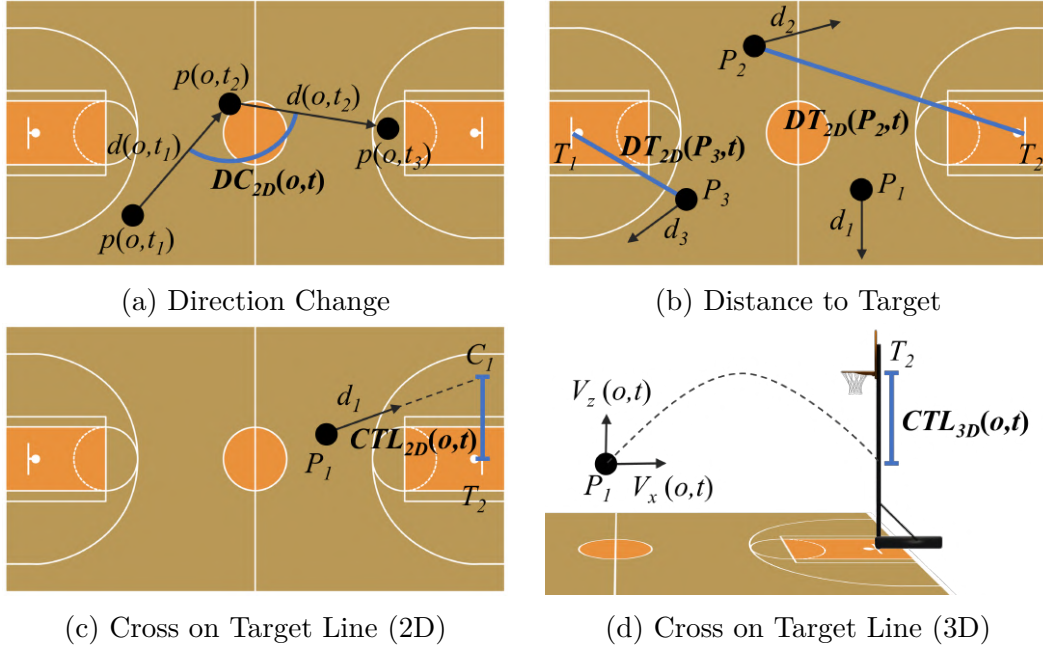 p(o,t₂)
d(o,t₂)
d(o,t₁)
p(o,t₃)
DC₂D(o,t)
p(o,t₁)
(a) Direction Change
d₂
P₂
DT₂D(P₂,t)
T₁
DT₂D(P₃,t)
T₂
P₃
P₁
d₃
d₁
(b) Distance to Target
C₁
d₁
CTL₂D(o,t)
P₁
T₂
(c) Cross on Target Line (2D)
T₂
V_z (o,t)
CTL₃D(o,t)
P₁
V_x (o,t)
(d) Cross on Target Line (3D)